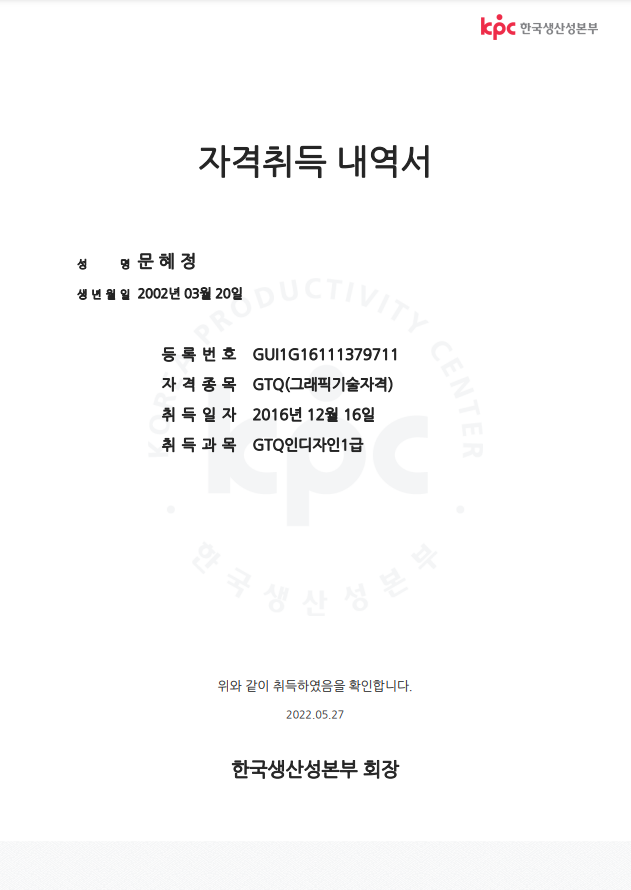 kpc 한국생산성본부
자격취득 내역서
성 명 문 혜 정
생 년 월 일 2002년 03월 20일
등 록 번 호 GUI1G16111379711
자 격 종 목 GTQ(그래픽기술자격)
취 득 일 자 2016년 12월 16일
취 득 과 목 GTQ인디자인1급
KOREA PRODUCTIVITY CENTER
kpc
한국생산성본부
위와 같이 취득하였음을 확인합니다.
2022.05.27
한국생산성본부 회장